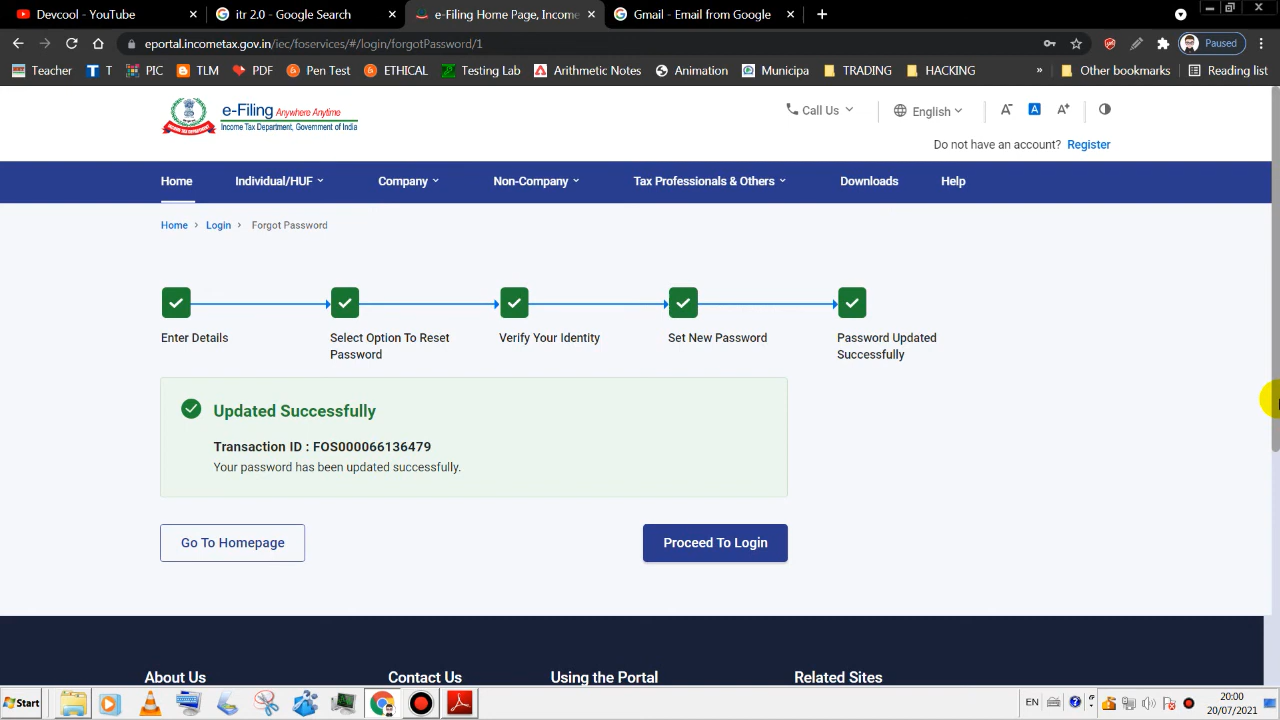 Devcool - YouTube
itr 2.0 - Google Search
e-Filing Home Page, Income
Gmail - Email from Google
eportal.incometax.gov.in/iec/foservices/#/login/forgotPassword/1
Paused
Teacher
T
PIC
TLM
PDF
Pen Test
ETHICAL
Testing Lab
Arithmetic Notes
Animation
Municipa
TRADING
HACKING
»
Other bookmarks
Reading list
e-Filing Anywhere Anytime
Income Tax Department, Government of India
Call Us
English
A-
A
A+
Do not have an account? Register
Home
Individual/HUF
Company
Non-Company
Tax Professionals & Others
Downloads
Help
Home > Login > Forgot Password
Enter Details
Select Option To Reset
Password
Verify Your Identity
Set New Password
Password Updated
Successfully
Updated Successfully
Transaction ID : FOS000066136479
Your password has been updated successfully.
Go To Homepage
Proceed To Login
About Us
Contact Us
Using the Portal
Related Sites
Start
EN
20:00
20/07/2021